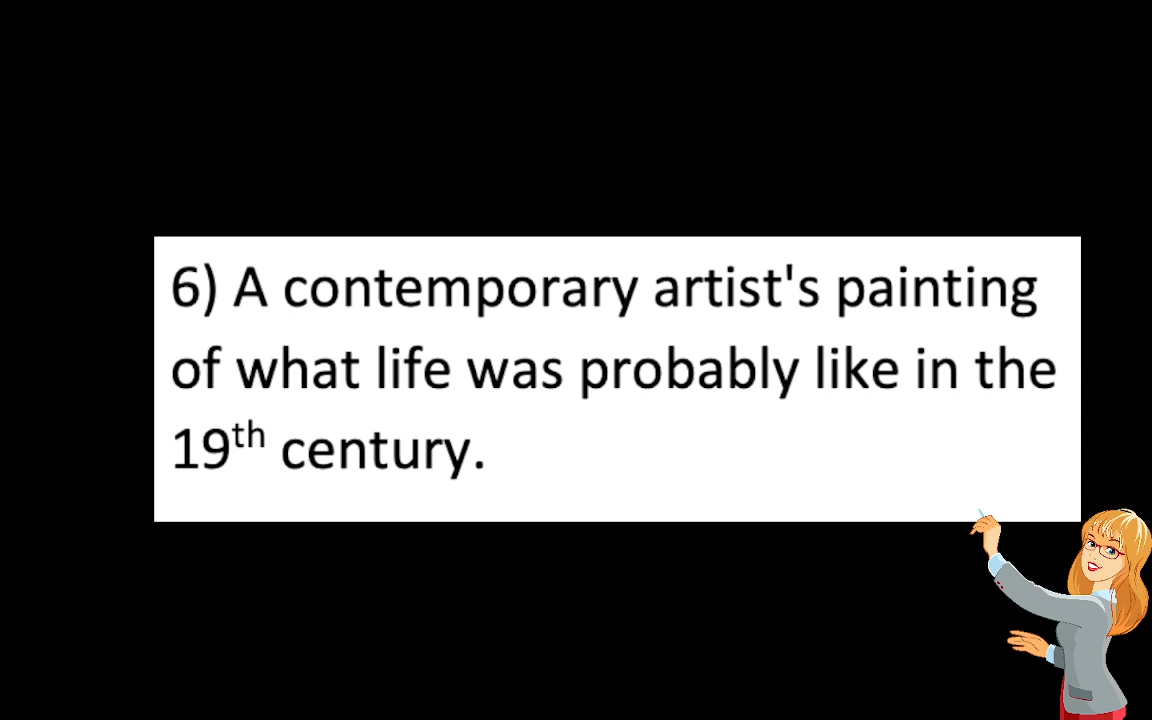 6) A contemporary artist's painting
of what life was probably like in the
19th century.